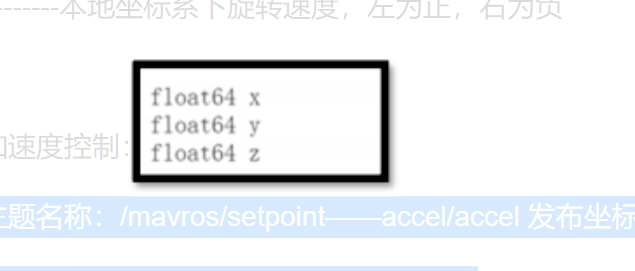 --------本地坐标系下旋转速度，左为正，右为负
float64 x
float64 y
float64 z
加速度控制：
主题名称：/mavros/setpoint——accel/accel 发布坐标